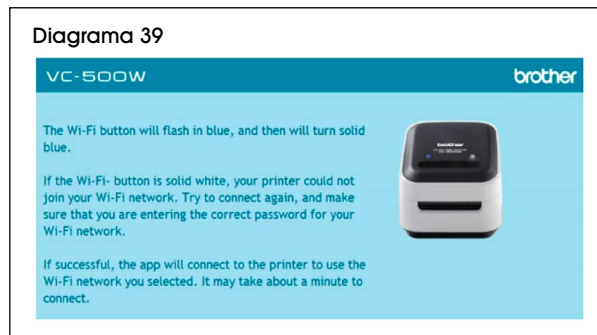 Diagrama 39
VC-500W
brother
The Wi-Fi button will flash in blue, and then will turn solid
blue.
If the Wi-Fi- button is solid white, your printer could not
join your Wi-Fi network. Try to connect again, and make
sure that you are entering the correct password for your
Wi-Fi network.
If successful, the app will connect to the printer to use the
Wi-Fi network you selected. It may take about a minute to
connect.
brother